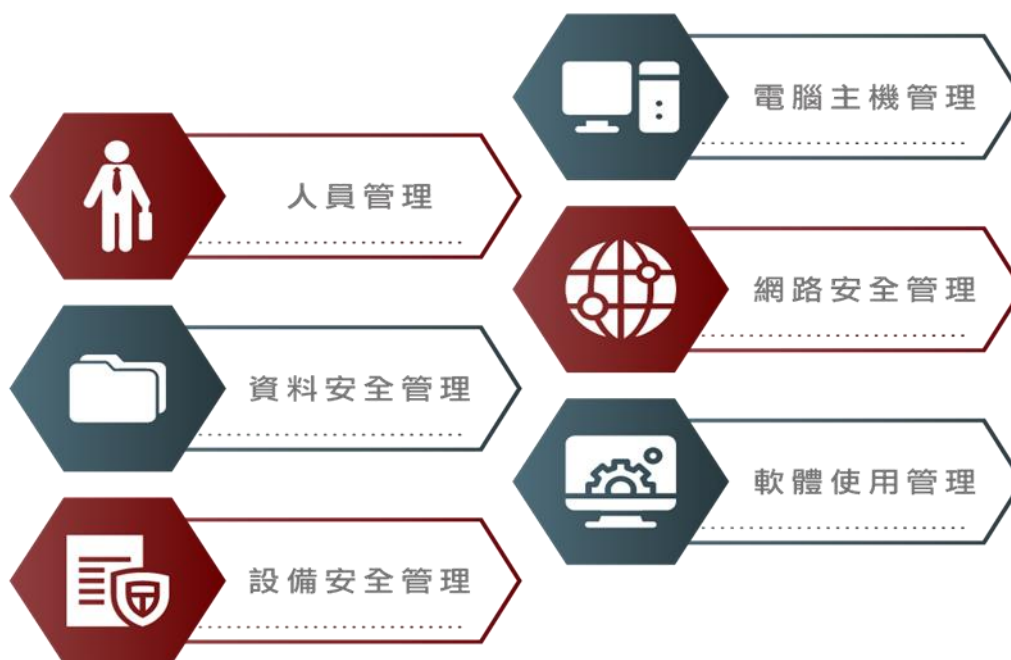 人員管理
資料安全管理
設備安全管理
電腦主機管理
網路安全管理
軟體使用管理